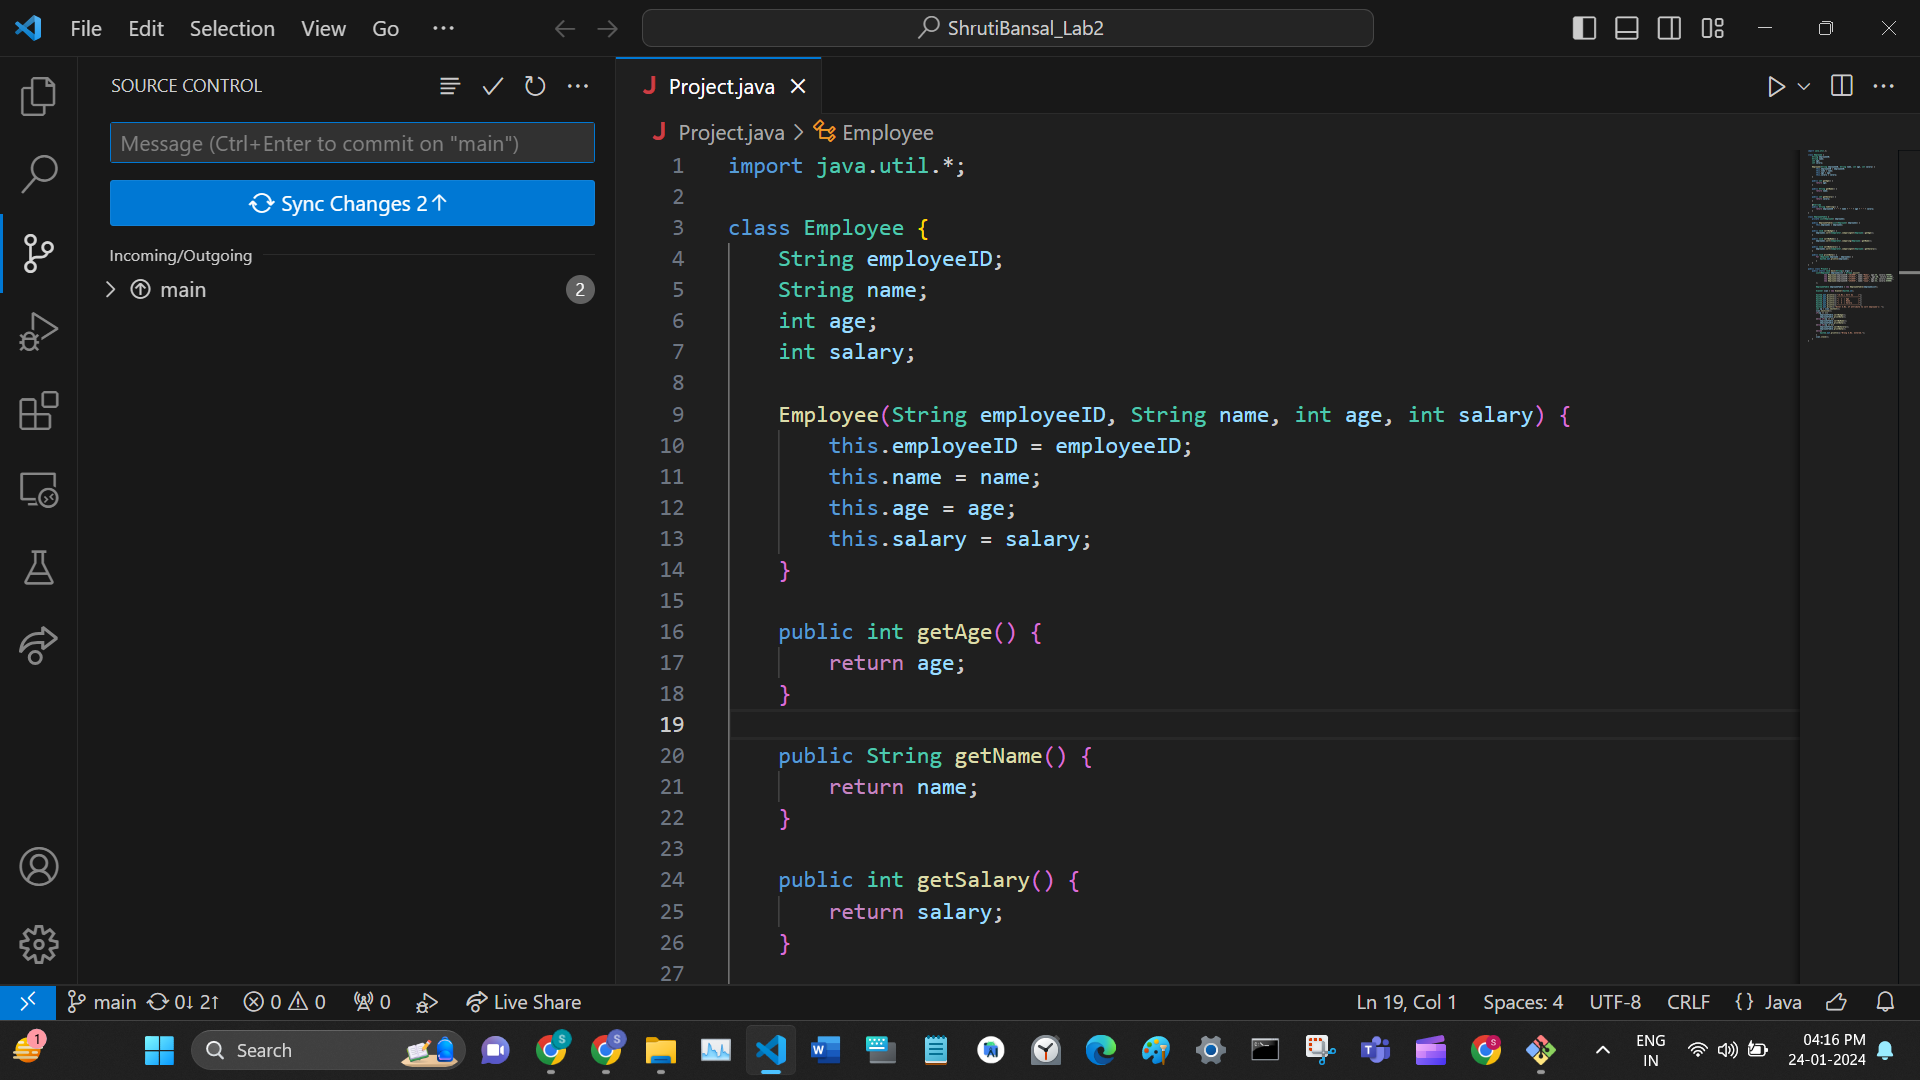 File Edit Selection View Go ···
ShrutiBansal_Lab2
SOURCE CONTROL
Message (Ctrl+Enter to commit on "main")
Sync Changes 2↑
Incoming/Outgoing
main 2
J Project.java
J Project.java > Employee
1 import java.util.*;
2
3 class Employee {
4 String employeeID;
5 String name;
6 int age;
7 int salary;
8
9 Employee(String employeeID, String name, int age, int salary) {
10 this.employeeID = employeeID;
11 this.name = name;
12 this.age = age;
13 this.salary = salary;
14 }
15
16 public int getAge() {
17 return age;
18 }
19
20 public String getName() {
21 return name;
22 }
23
24 public int getSalary() {
25 return salary;
26 }
27
main 0↓ 2↑ 0 0 0 Live Share Ln 19, Col 1 Spaces: 4 UTF-8 CRLF {} Java
1 Search ENG IN 04:16 PM 24-01-2024